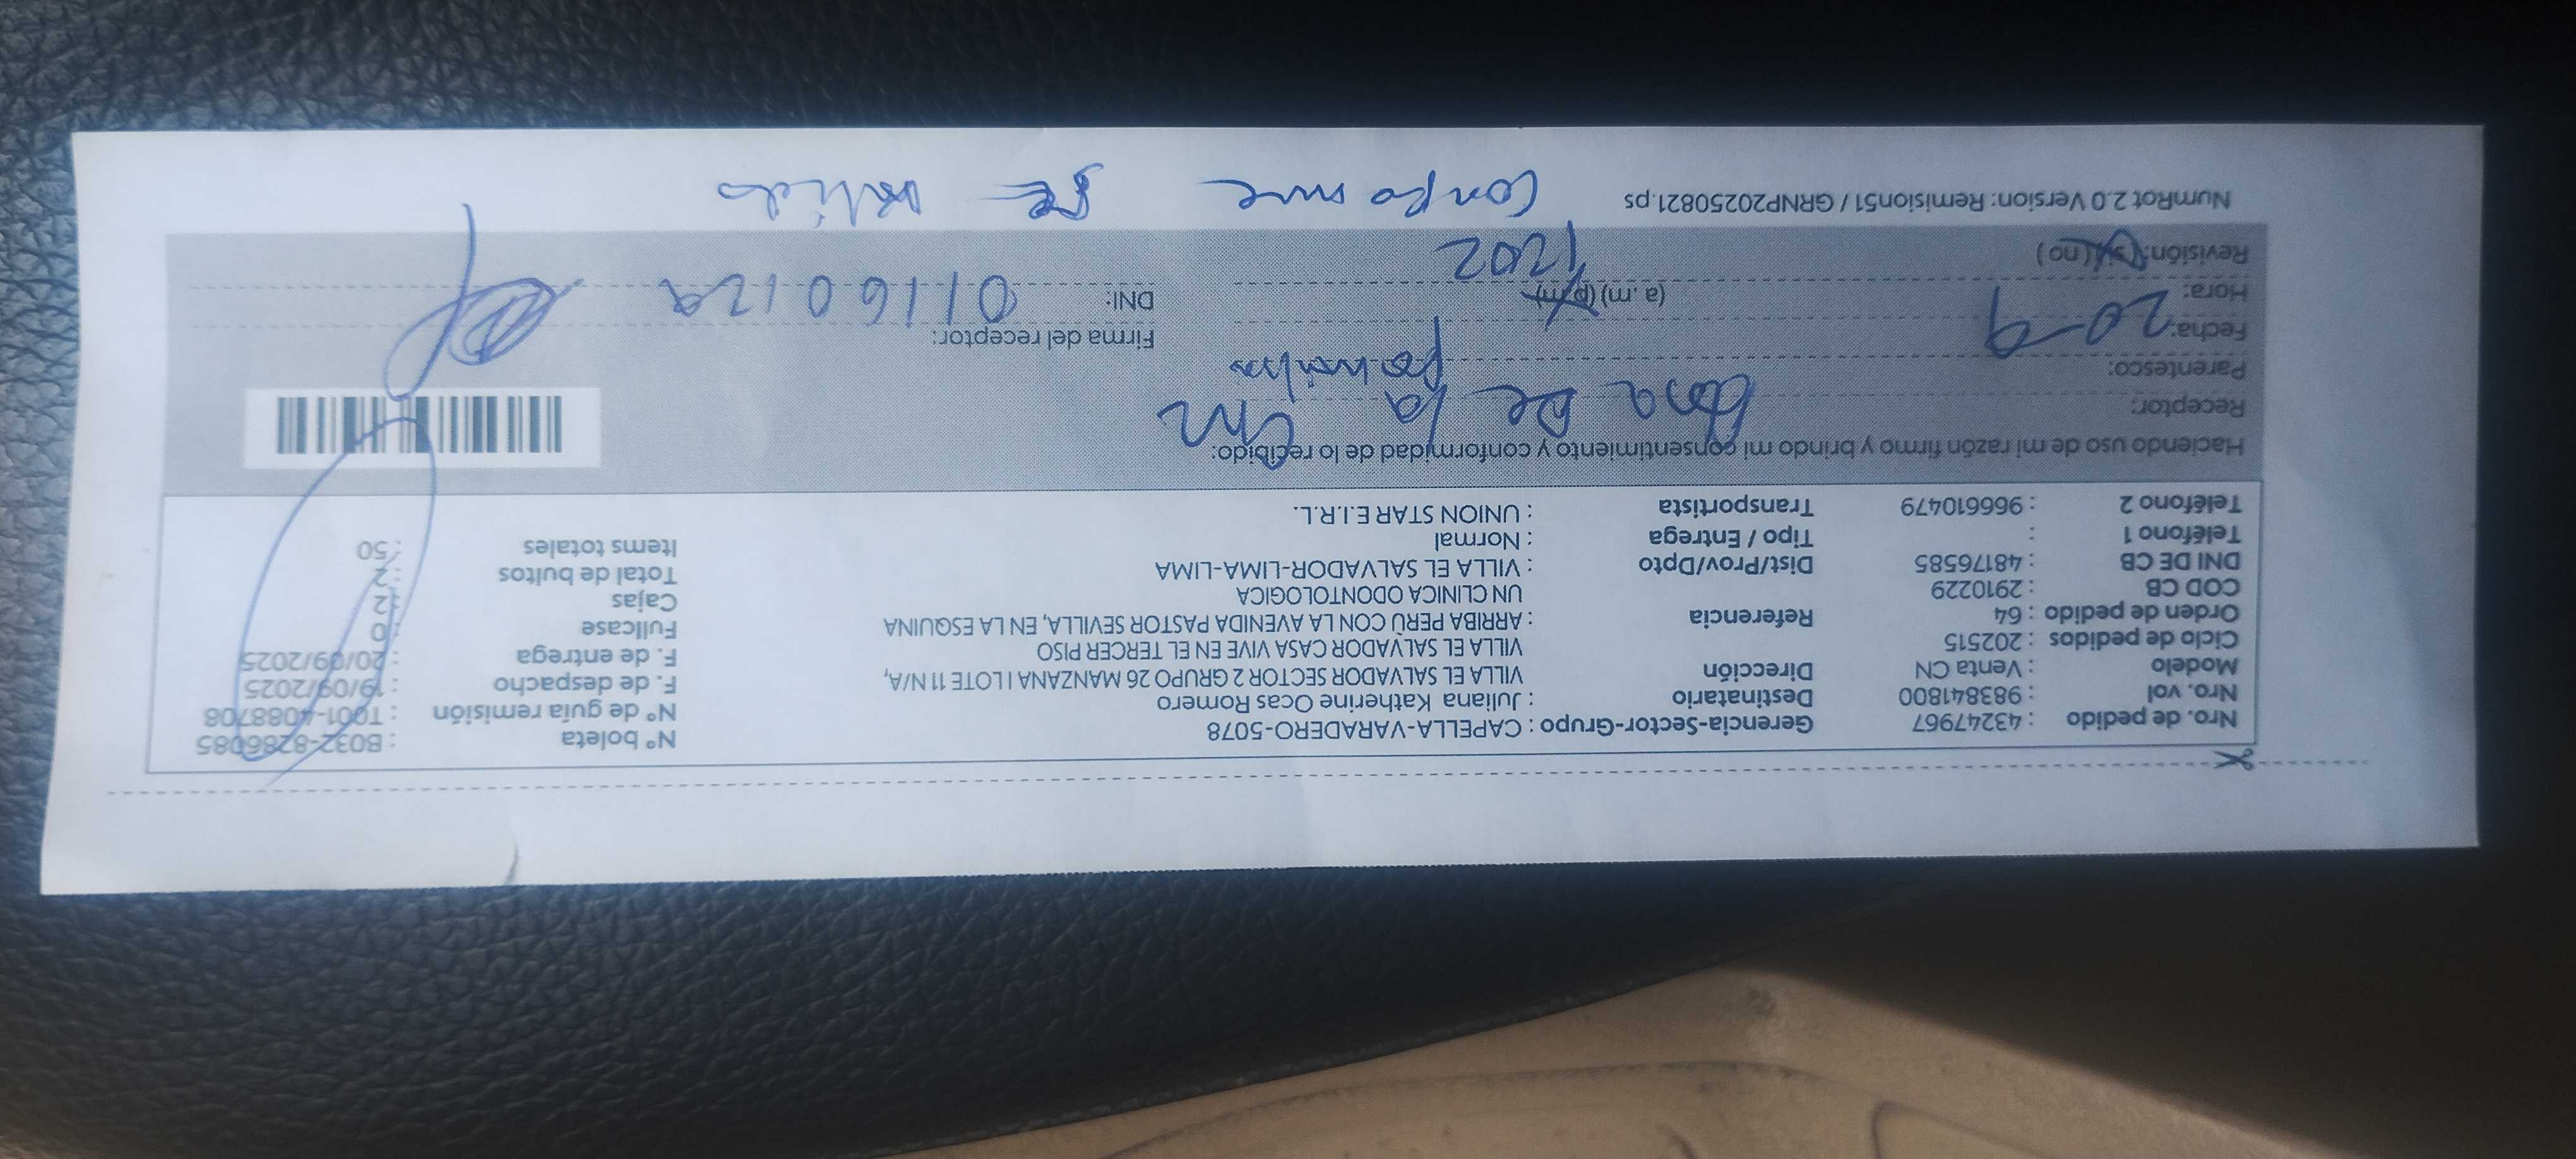 Nro. de pedido : 43247967 Gerencia-Sector-Grupo : CAPELLA-VARADERO-5078 N° boleta : B032-8786085
Nro. vol : 983841800 Destinatario : Juliana Katherine Ocas Romero N° de guía remisión : T001-4088708
Modelo : Venta CN Dirección VILLA EL SALVADOR SECTOR 2 GRUPO 26 MANZANA I LOTE 11 N/A, F. de despacho : 19/09/2025
Ciclo de pedidos : 202515 VILLA EL SALVADOR CASA VIVE EN EL TERCER PISO F. de entrega : 20/09/2025
Orden de pedido : 64 Referencia : ARRIBA PERÚ CON LA AVENIDA PASTOR SEVILLA, EN LA ESQUINA Fullcase : 0
COD CB : 2910229 UN CLINICA ODONTOLOGICA Cajas : 2
DNI DE CB : 48176585 Dist/Prov/Dpto : VILLA EL SALVADOR-LIMA-LIMA Total de bultos : 2
Teléfono 1 : Tipo / Entrega : Normal Items totales : 50
Teléfono 2 : 966610479 Transportista : UNION STAR E.I.R.L.
Haciendo uso de mi razón firmo y brindo mi consentimiento y conformidad de lo recibido:
Receptor: de la
Parentesco:
Fecha: 20-9 Firma del receptor:
Hora: (a.m) (p.m) 1202 DNI: 01160129
Revisión: (si) (no)
NumRot 2.0 Version: Remision51 / GRNP20250821.ps Conforme se